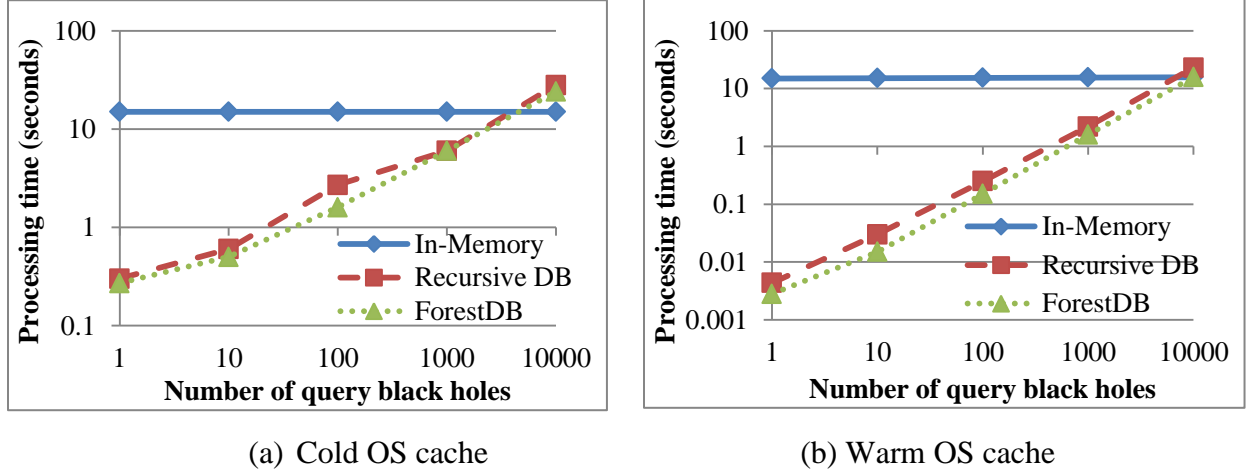 Processing time (seconds)
100
10
1
0.1
In-Memory
Recursive DB
ForestDB
1 10 100 1000 10000
Number of query black holes
(a) Cold OS cache
Processing time (seconds)
100
10
1
0.1
0.01
0.001
In-Memory
Recursive DB
ForestDB
1 10 100 1000 10000
Number of query black holes
(b) Warm OS cache